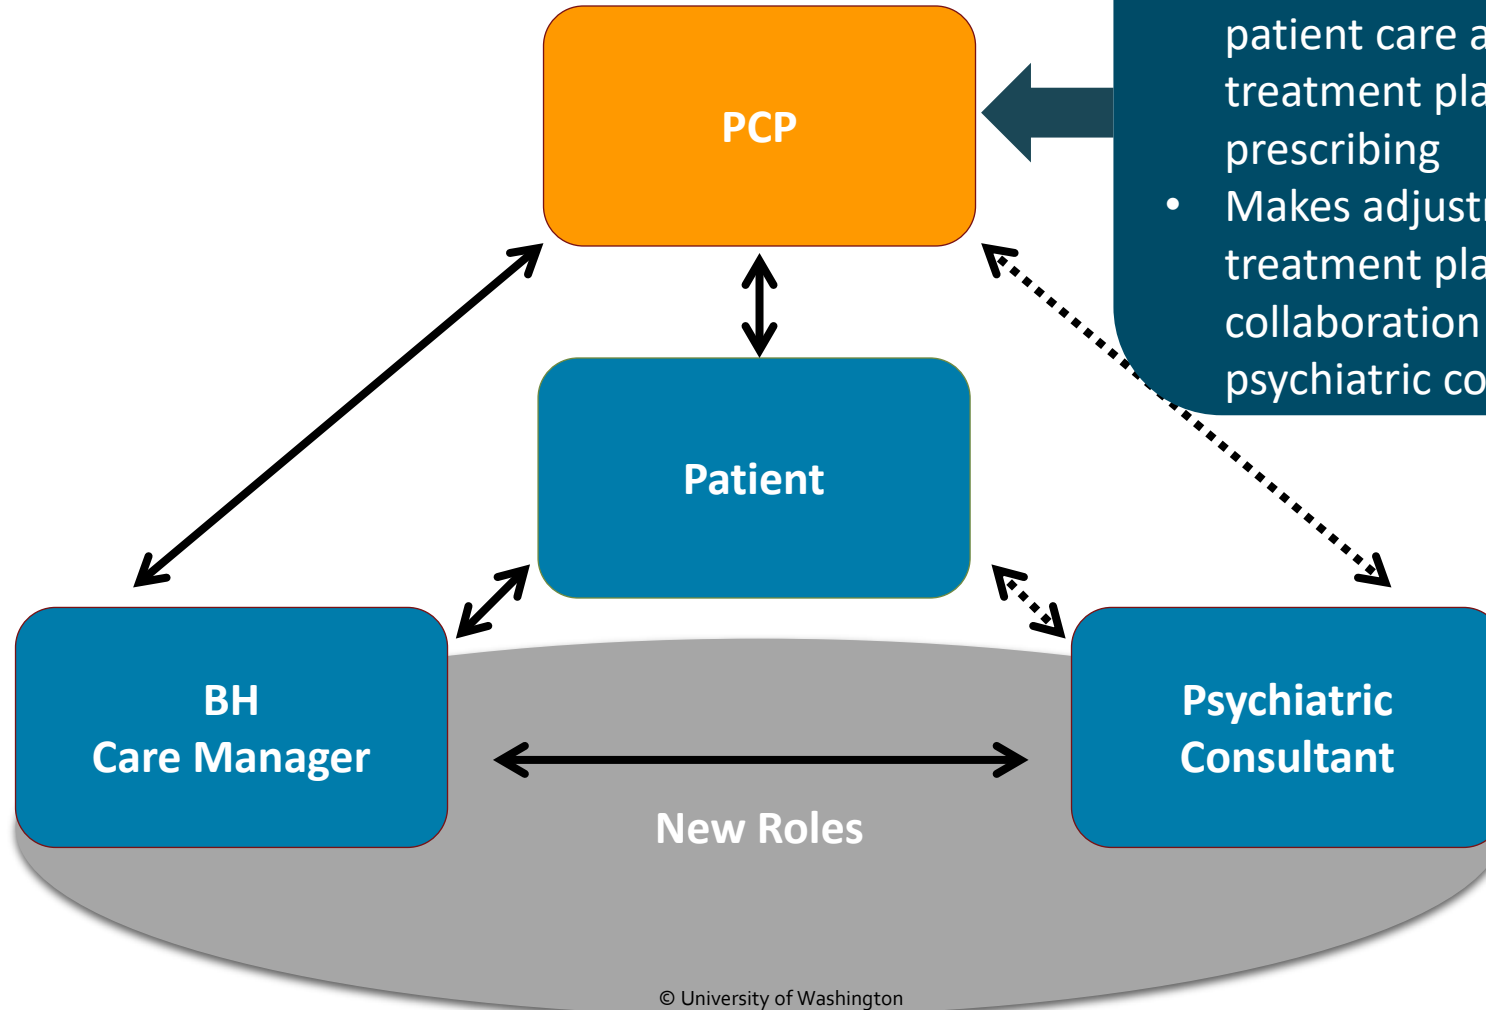 patient care
treatment
prescribing
• Makes
treatment
collaboration
psychiatric
PCP
Patient
BH
Care Manager
Psychiatric
Consultant
New Roles
© University of Washington